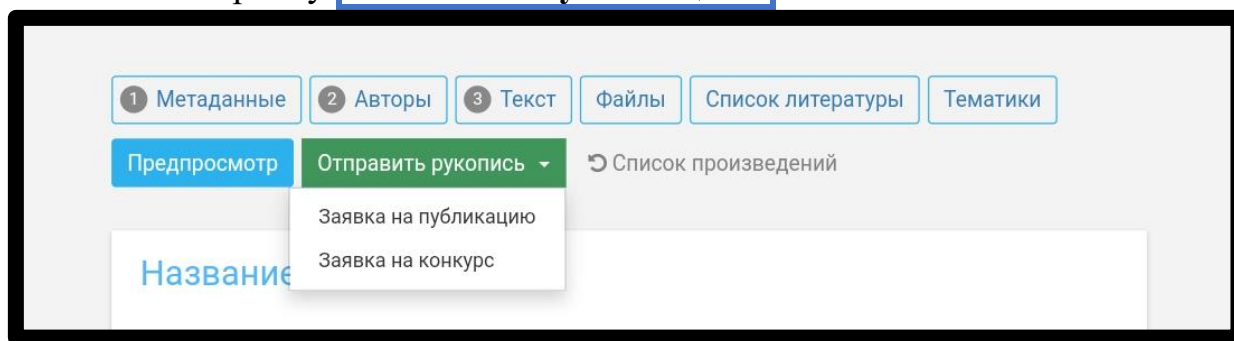 1 Метаданные 2 Авторы 3 Текст Файлы Список литературы Тематики
Предпросмотр Отправить рукопись Список произведений
Заявка на публикацию
Заявка на конкурс
Название